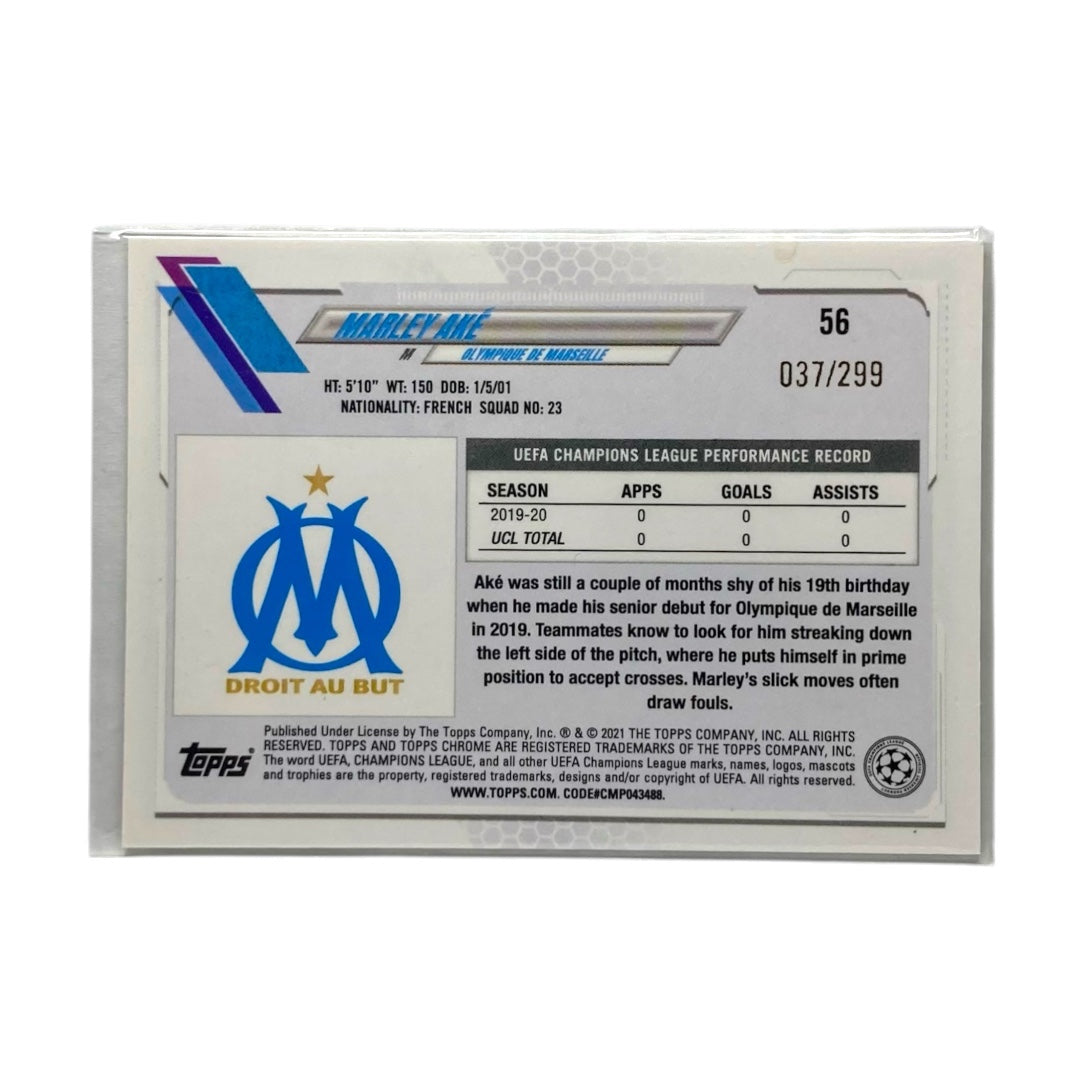 MARLEY AKÉ
56
M OLYMPIQUE DE MARSEILLE
037/299
HT: 5'10" WT: 150 DOB: 1/5/01
NATIONALITY: FRENCH SQUAD NO: 23
DROIT AU BUT
UEFA CHAMPIONS LEAGUE PERFORMANCE RECORD
SEASON APPS GOALS ASSISTS
2019-20 0 0 0
UCL TOTAL 0 0 0
Aké was still a couple of months shy of his 19th birthday
when he made his senior debut for Olympique de Marseille
in 2019. Teammates know to look for him streaking down
the left side of the pitch, where he puts himself in prime
position to accept crosses. Marley's slick moves often
draw fouls.
Topps®
Published Under License by The Topps Company, Inc. ® & © 2021 THE TOPPS COMPANY, INC. ALL RIGHTS
RESERVED. TOPPS AND TOPPS CHROME ARE REGISTERED TRADEMARKS OF THE TOPPS COMPANY, INC.
The word UEFA, CHAMPIONS LEAGUE, and all other UEFA Champions League marks, names, logos, mascots
and trophies are the property, registered trademarks, designs and/or copyright of UEFA. All rights reserved.
WWW.TOPPS.COM. CODE#CMP043488.